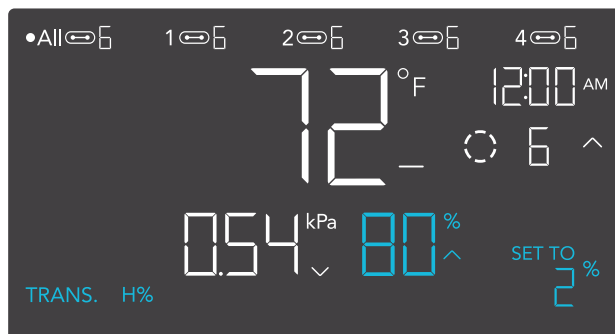 •All 6 1 6 2 6 3 6 4 6
72 °F 12:00 AM
6
0.54 kPa 80 %
SET TO
TRANS. H% 2 %